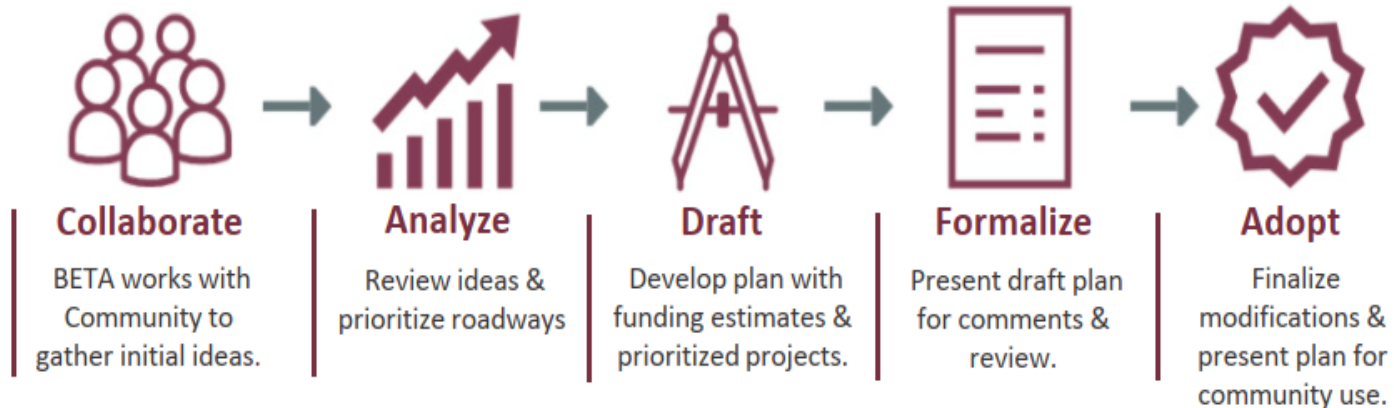 Collaborate
BETA works with
Community to
gather initial ideas.
Analyze
Review ideas &
prioritize roadways
Draft
Develop plan with
funding estimates &
prioritized projects.
Formalize
Present draft plan
for comments &
review.
Adopt
Finalize
modifications &
present plan for
community use.